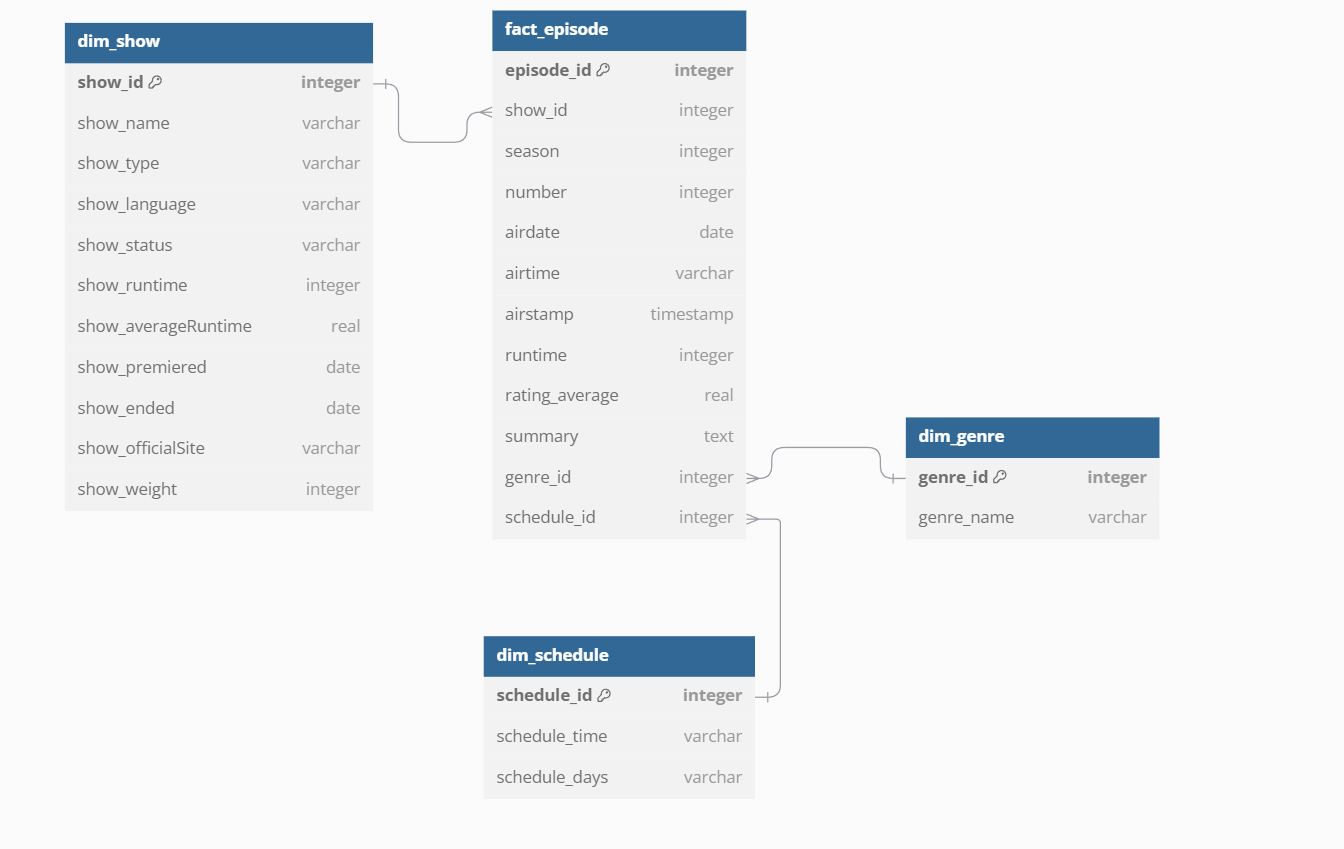 dim_show
show_id integer
show_name varchar
show_type varchar
show_language varchar
show_status varchar
show_runtime integer
show_averageRuntime real
show_premiered date
show_ended date
show_officialSite varchar
show_weight integer
fact_episode
episode_id integer
show_id integer
season integer
number integer
airdate date
airtime varchar
airstamp timestamp
runtime integer
rating_average real
summary text
genre_id integer
schedule_id integer
dim_genre
genre_id integer
genre_name varchar
dim_schedule
schedule_id integer
schedule_time varchar
schedule_days varchar